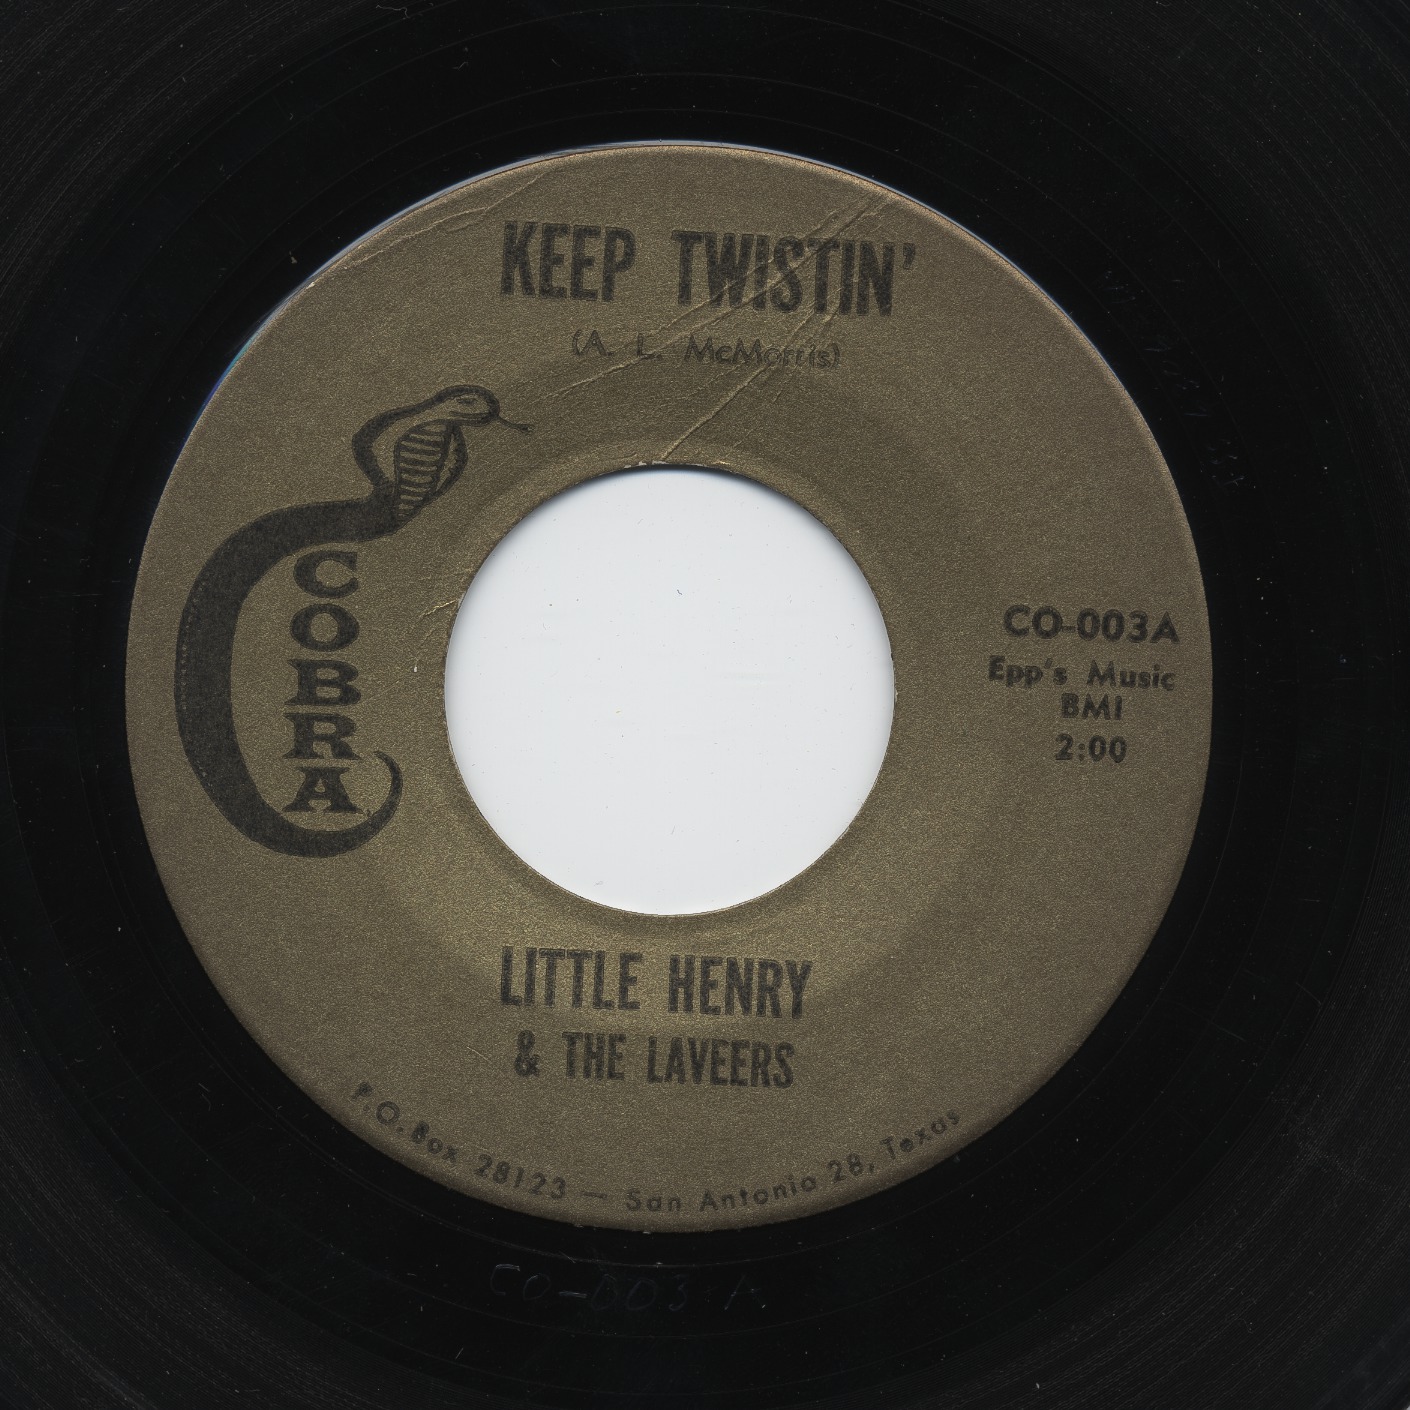 KEEP TWISTIN'
(A. L. McMorris)
COBRA
CO-003A
Epp's Music
BMI
2:00
LITTLE HENRY
& THE LAVEERS
P.O. Box 28123 — San Antonio 28, Texas
CO-003 A